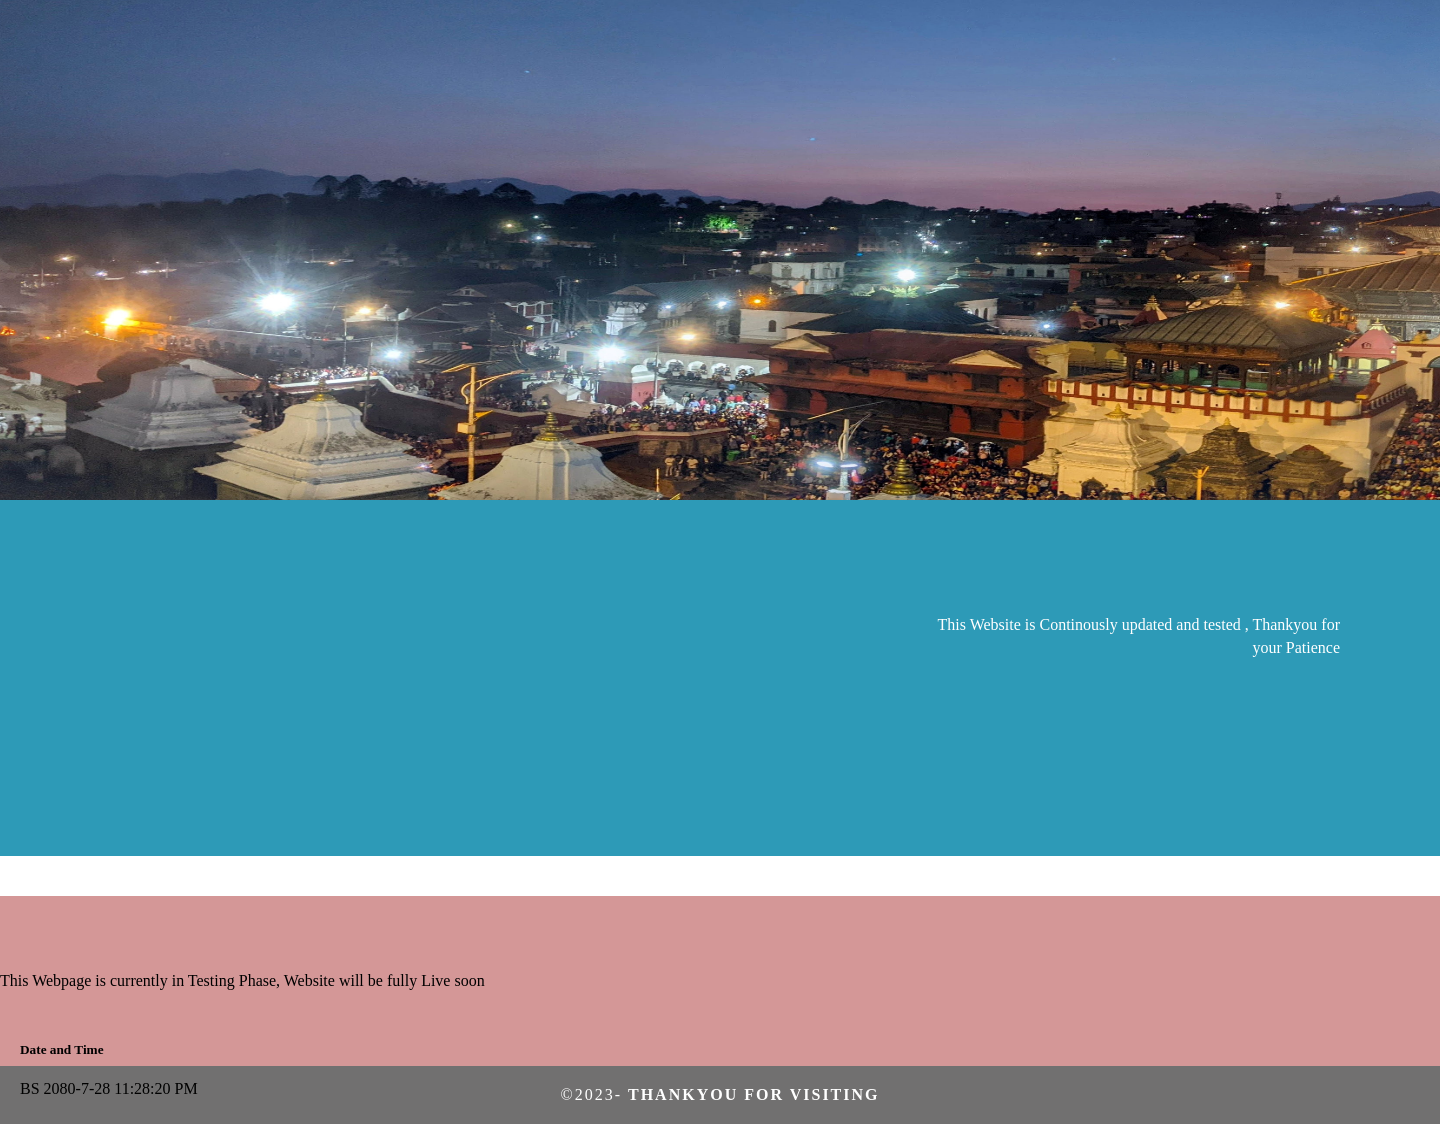 This Website is Continously updated and tested , Thankyou for
your Patience
This Webpage is currently in Testing Phase, Website will be fully Live soon
Date and Time
BS 2080-7-28 11:28:20 PM
©2023- THANKYOU FOR VISITING